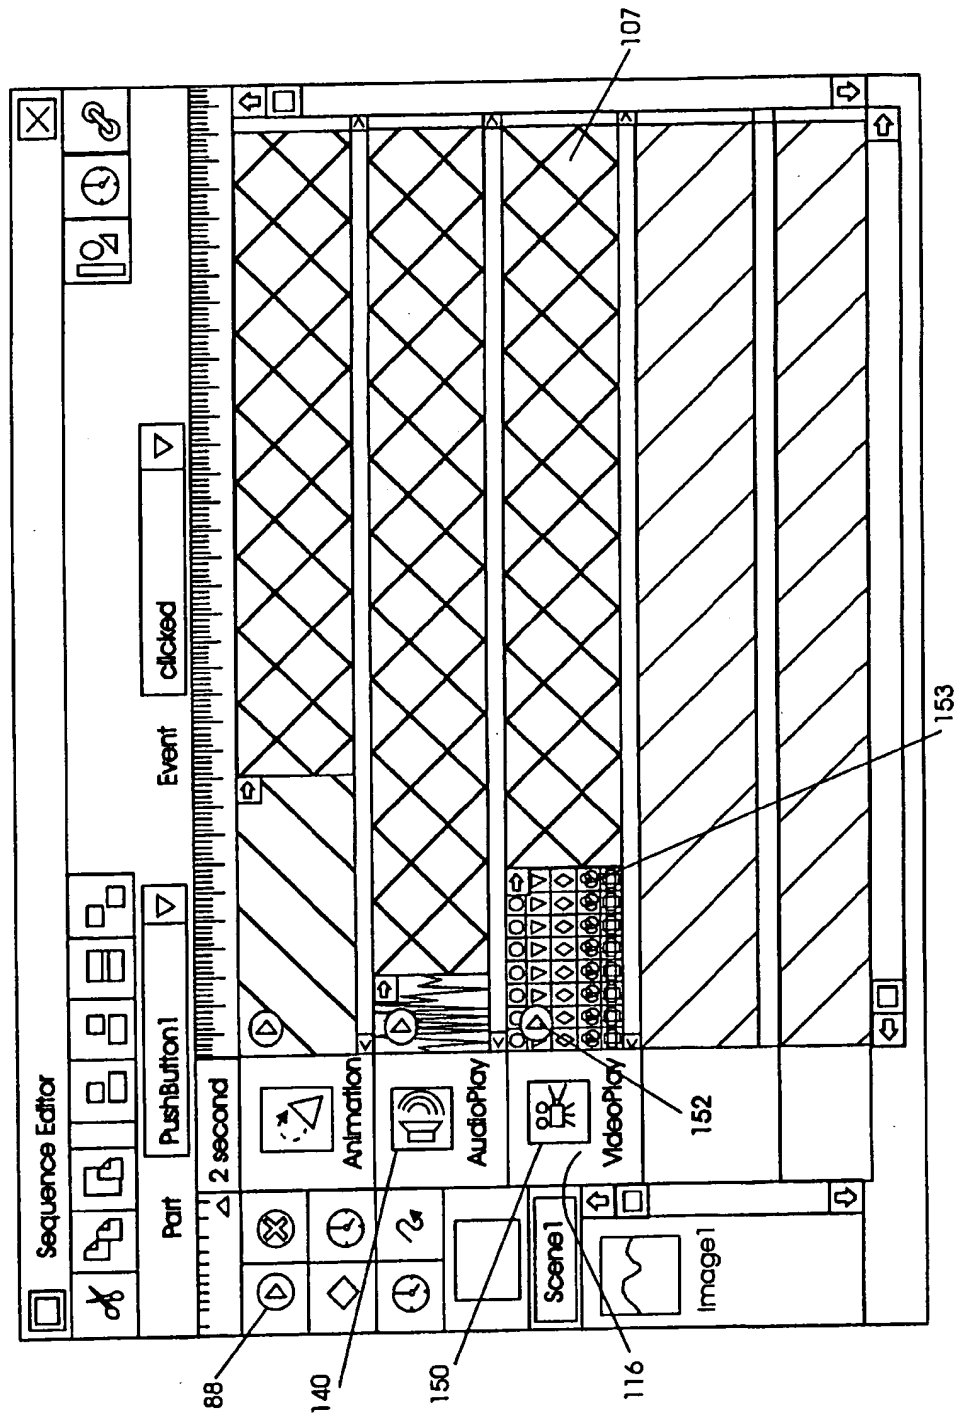 Sequence Editor
Part PushButton1 Event clicked
2 second
Animation
AudioPlay
VideoPlay
Scene1
Image1
88
140
150
116
152
153
107